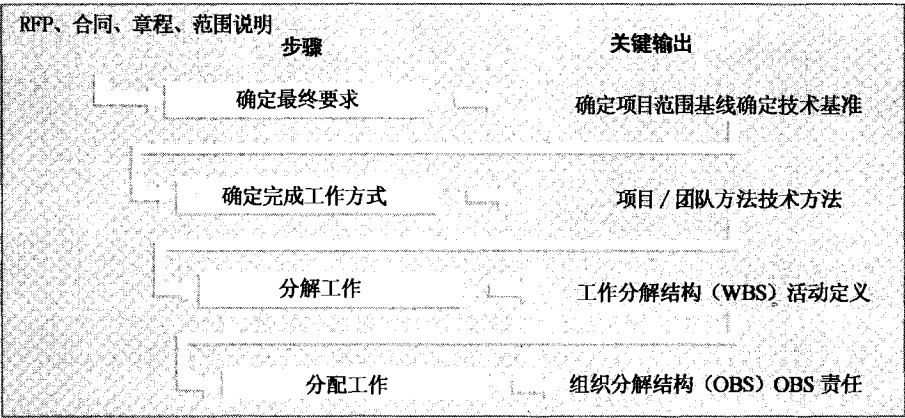 RFP、合同、章程、范围说明
步骤
关键输出
确定最终要求
确定项目范围基线确定技术基准
确定完成工作方式
项目/团队方法技术方法
分解工作
工作分解结构(WBS)活动定义
分配工作
组织分解结构(OBS)OBS 责任